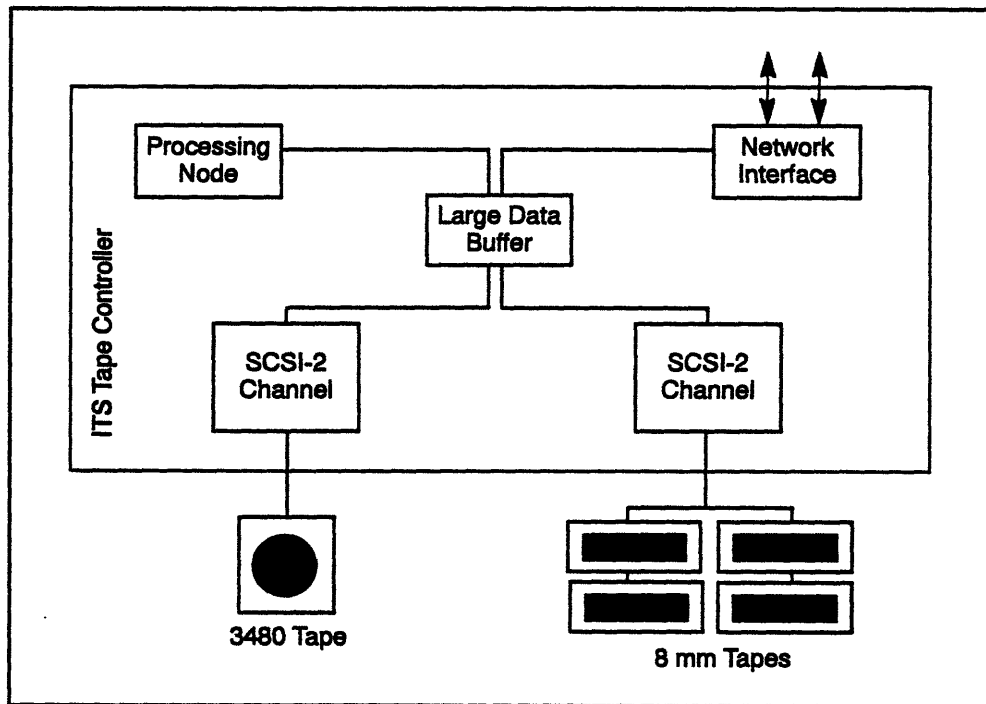 Processing
Node
Network
Interface
Large Data
Buffer
ITS Tape Controller
SCSI-2
Channel
SCSI-2
Channel
3480 Tape
8 mm Tapes